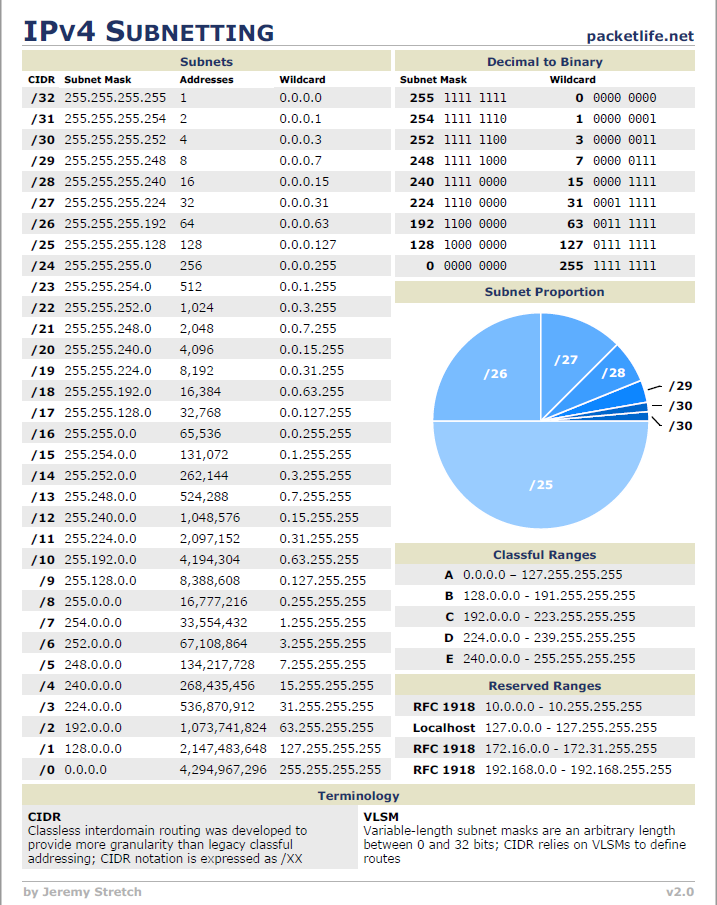 IPv4 Subnetting
packetlife.net
Subnets
CIDR Subnet Mask Addresses Wildcard
/32 255.255.255.255 1 0.0.0.0
/31 255.255.255.254 2 0.0.0.1
/30 255.255.255.252 4 0.0.0.3
/29 255.255.255.248 8 0.0.0.7
/28 255.255.255.240 16 0.0.0.15
/27 255.255.255.224 32 0.0.0.31
/26 255.255.255.192 64 0.0.0.63
/25 255.255.255.128 128 0.0.0.127
/24 255.255.255.0 256 0.0.0.255
/23 255.255.254.0 512 0.0.1.255
/22 255.255.252.0 1,024 0.0.3.255
/21 255.255.248.0 2,048 0.0.7.255
/20 255.255.240.0 4,096 0.0.15.255
/19 255.255.224.0 8,192 0.0.31.255
/18 255.255.192.0 16,384 0.0.63.255
/17 255.255.128.0 32,768 0.0.127.255
/16 255.255.0.0 65,536 0.0.255.255
/15 255.254.0.0 131,072 0.1.255.255
/14 255.252.0.0 262,144 0.3.255.255
/13 255.248.0.0 524,288 0.7.255.255
/12 255.240.0.0 1,048,576 0.15.255.255
/11 255.224.0.0 2,097,152 0.31.255.255
/10 255.192.0.0 4,194,304 0.63.255.255
/9 255.128.0.0 8,388,608 0.127.255.255
/8 255.0.0.0 16,777,216 0.255.255.255
/7 254.0.0.0 33,554,432 1.255.255.255
/6 252.0.0.0 67,108,864 3.255.255.255
/5 248.0.0.0 134,217,728 7.255.255.255
/4 240.0.0.0 268,435,456 15.255.255.255
/3 224.0.0.0 536,870,912 31.255.255.255
/2 192.0.0.0 1,073,741,824 63.255.255.255
/1 128.0.0.0 2,147,483,648 127.255.255.255
/0 0.0.0.0 4,294,967,296 255.255.255.255
Decimal to Binary
Subnet Mask Wildcard
255 1111 1111 0 0000 0000
254 1111 1110 1 0000 0001
252 1111 1100 3 0000 0011
248 1111 1000 7 0000 0111
240 1111 0000 15 0000 1111
224 1110 0000 31 0001 1111
192 1100 0000 63 0011 1111
128 1000 0000 127 0111 1111
0 0000 0000 255 1111 1111
Subnet Proportion
/26
/27
/28
/29
/30
/30
/25
Classful Ranges
A 0.0.0.0 – 127.255.255.255
B 128.0.0.0 - 191.255.255.255
C 192.0.0.0 - 223.255.255.255
D 224.0.0.0 - 239.255.255.255
E 240.0.0.0 - 255.255.255.255
Reserved Ranges
RFC 1918 10.0.0.0 - 10.255.255.255
Localhost 127.0.0.0 - 127.255.255.255
RFC 1918 172.16.0.0 - 172.31.255.255
RFC 1918 192.168.0.0 - 192.168.255.255
Terminology
CIDR
Classless interdomain routing was developed to
provide more granularity than legacy classful
addressing; CIDR notation is expressed as /XX
VLSM
Variable-length subnet masks are an arbitrary length
between 0 and 32 bits; CIDR relies on VLSMs to define
routes
by Jeremy Stretch
v2.0